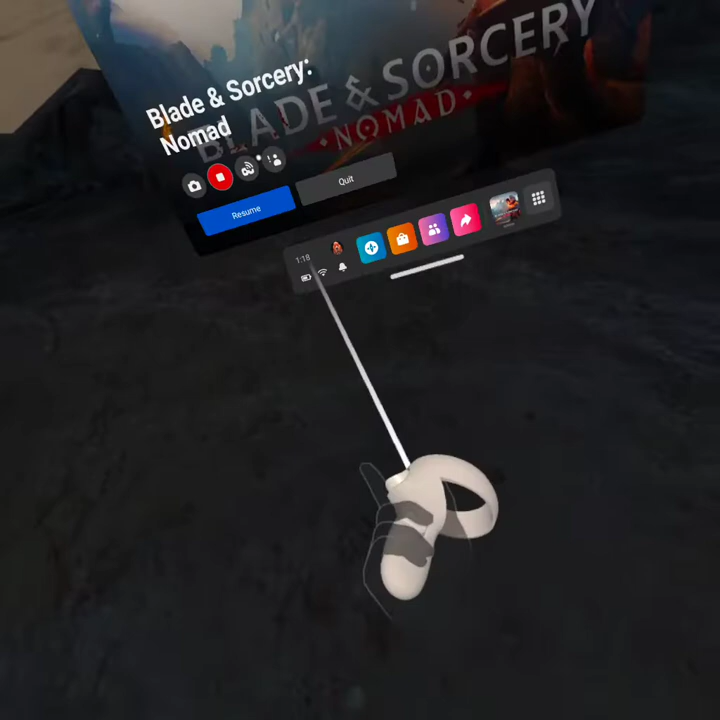 Blade & Sorcery:
Nomad
BLADE & SORCERY
NOMAD
Resume
Quit
1:18